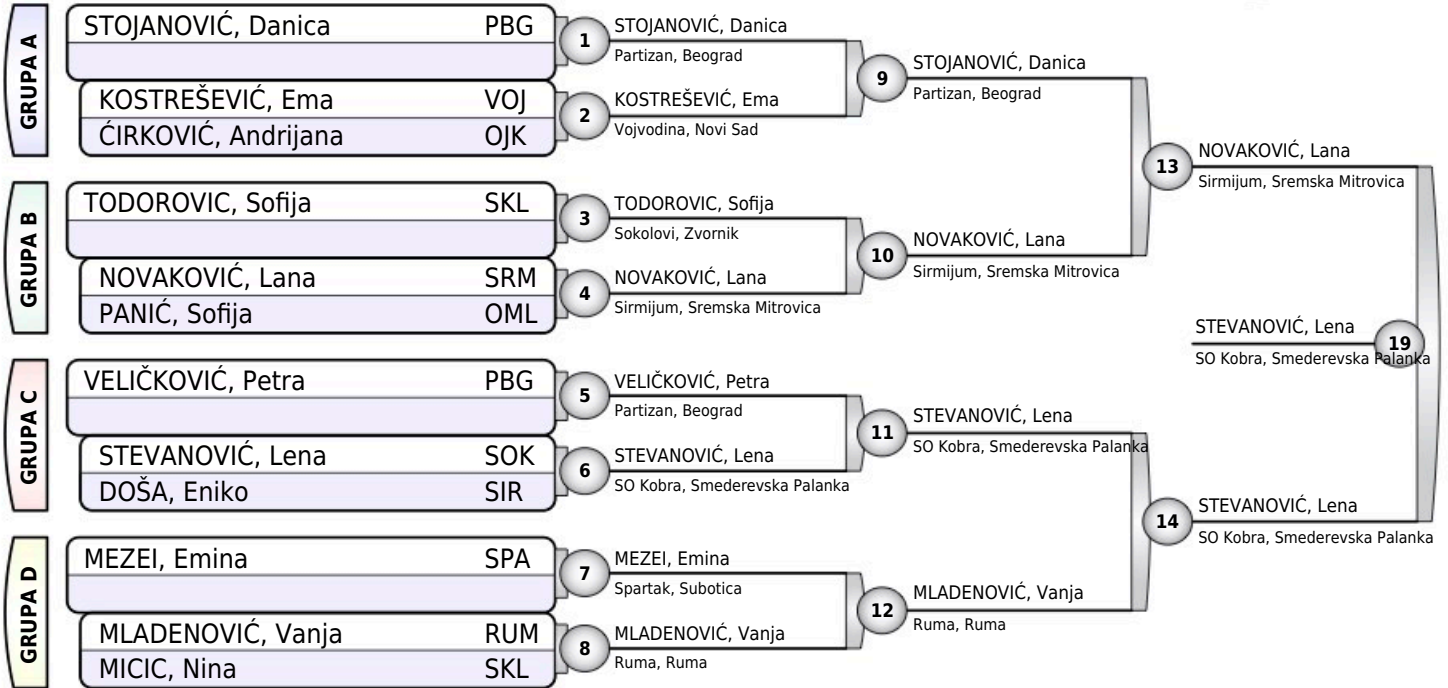 GRUPA A
STOJANOVIĆ, Danica PBG
KOSTREŠEVIĆ, Ema VOJ
ĆIRKOVIĆ, Andrijana OJK
GRUPA B
TODOROVIC, Sofija SKL
NOVAKOVIĆ, Lana SRM
PANIĆ, Sofija OML
GRUPA C
VELIČKOVIĆ, Petra PBG
STEVANOVIĆ, Lena SOK
DOŠA, Eniko SIR
GRUPA D
MEZEI, Emina SPA
MLADENOVIĆ, Vanja RUM
MICIC, Nina SKL
1
STOJANOVIĆ, Danica
Partizan, Beograd
2
KOSTREŠEVIĆ, Ema
Vojvodina, Novi Sad
3
TODOROVIC, Sofija
Sokolovi, Zvornik
4
NOVAKOVIĆ, Lana
Sirmijum, Sremska Mitrovica
5
VELIČKOVIĆ, Petra
Partizan, Beograd
6
STEVANOVIĆ, Lena
SO Kobra, Smederevska Palanka
7
MEZEI, Emina
Spartak, Subotica
8
MLADENOVIĆ, Vanja
Ruma, Ruma
9
STOJANOVIĆ, Danica
Partizan, Beograd
10
NOVAKOVIĆ, Lana
Sirmijum, Sremska Mitrovica
11
STEVANOVIĆ, Lena
SO Kobra, Smederevska Palanka
12
MLADENOVIĆ, Vanja
Ruma, Ruma
13
NOVAKOVIĆ, Lana
Sirmijum, Sremska Mitrovica
14
STEVANOVIĆ, Lena
SO Kobra, Smederevska Palanka
19
STEVANOVIĆ, Lena
SO Kobra, Smederevska Palanka